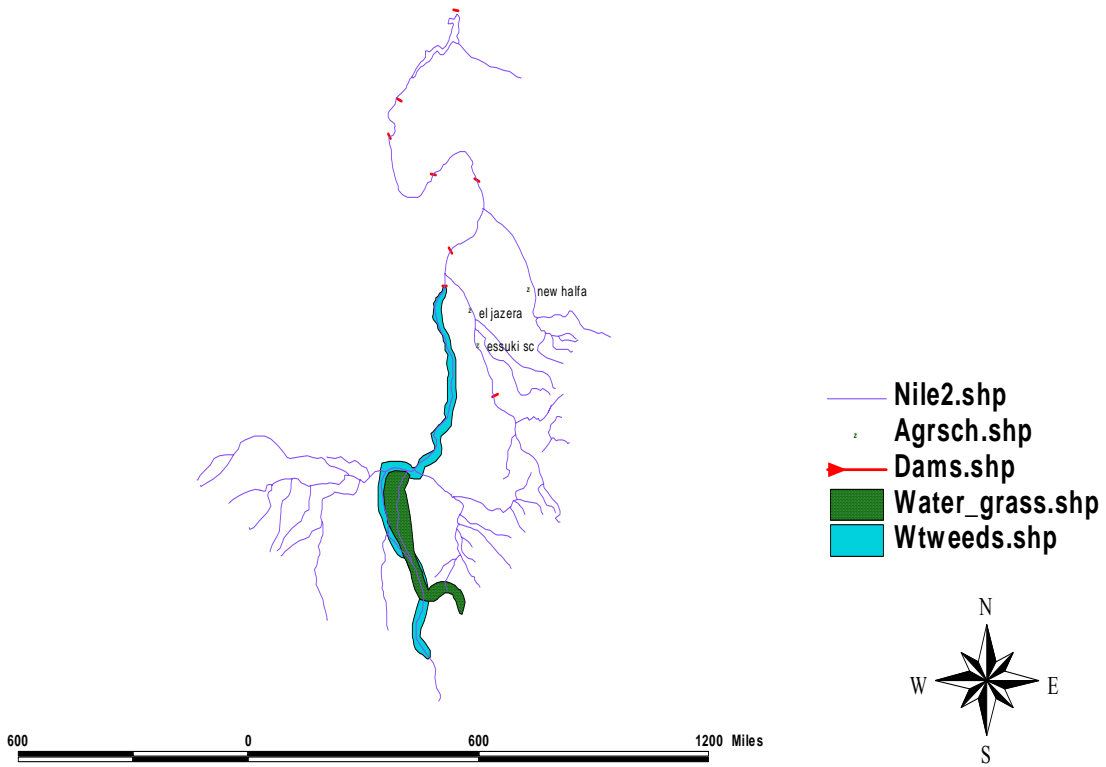 new halfa
z
z el jazera
z essuki sc
Nile2.shp
z Agrsch.shp
Dams.shp
Water_grass.shp
Wtweeds.shp
N
W E
S
600 0 600 1200 Miles